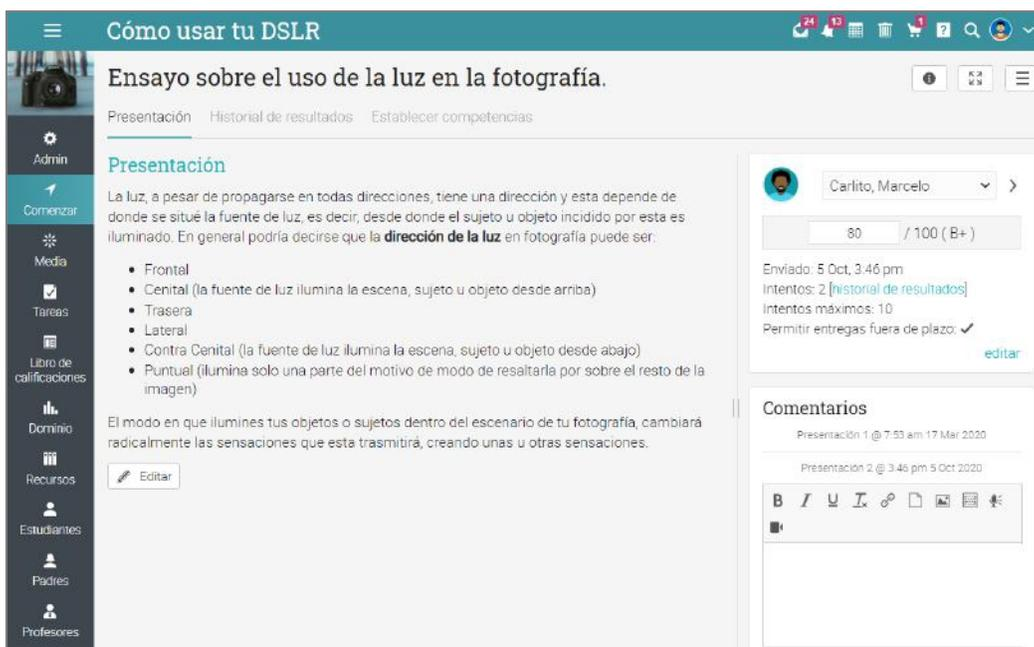 Cómo usar tu DSLR
24
13
1
Ensayo sobre el uso de la luz en la fotografía.
Presentación
Historial de resultados
Establecer competencias
Admin
Comenzar
Media
Tareas
Libro de
calificaciones
Dominio
Recursos
Estudiantes
Padres
Profesores
Presentación
La luz, a pesar de propagarse en todas direcciones, tiene una dirección y esta depende de
donde se situé la fuente de luz, es decir, desde donde el sujeto u objeto incidido por esta es
iluminado. En general podría decirse que la dirección de la luz en fotografía puede ser:
• Frontal
• Cenital (la fuente de luz ilumina la escena, sujeto u objeto desde arriba)
• Trasera
• Lateral
• Contra Cenital (la fuente de luz ilumina la escena, sujeto u objeto desde abajo)
• Puntual (ilumina solo una parte del motivo de modo de resaltarla por sobre el resto de la
imagen)
El modo en que ilumines tus objetos o sujetos dentro del escenario de tu fotografía, cambiará
radicalmente las sensaciones que esta trasmitirá, creando unas u otras sensaciones.
Editar
Carlito, Marcelo
80 / 100 ( B+ )
Enviado: 5 Oct, 3:46 pm
Intentos: 2 [historial de resultados]
Intentos máximos: 10
Permitir entregas fuera de plazo: ✔
editar
Comentarios
Presentación 1 @ 7:53 am 17 Mar 2020
Presentación 2 @ 3:46 pm 5 Oct 2020
B I U Tx